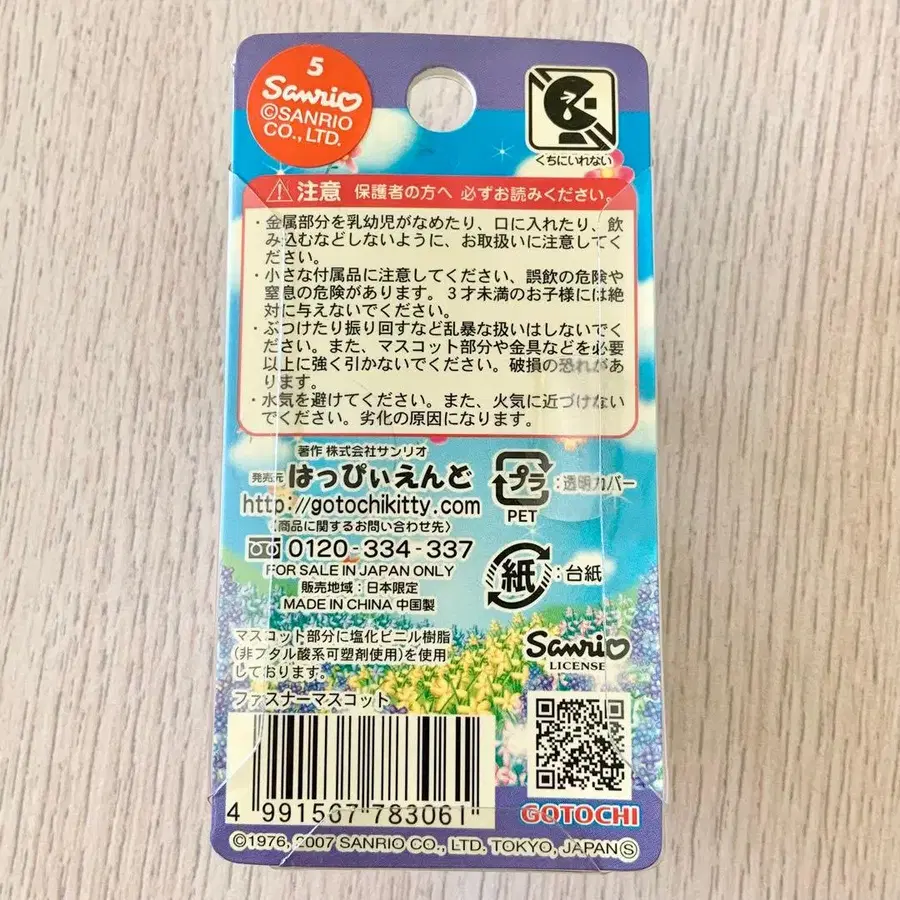 5
Sanrio
©SANRIO
CO., LTD.
くちにいれない
注意 保護者の方へ 必ずお読みください。
・金属部分を乳幼児がなめたり、口に入れたり、飲
み込むなどしないように、お取扱いに注意してく
ださい。
・小さな付属品に注意してください、誤飲の危険や
窒息の危険があります。3才未満のお子様には絶
対に与えないでください。
・ぶつけたり振り回すなど乱暴な扱いはしないでく
ださい。また、マスコット部分や金具などを必要
以上に強く引かないでください。破損の恐れがあ
ります。
・水気を避けてください。また、火気に近づけない
でください。劣化の原因になります。
著作 株式会社サンリオ
発売元 はっぴぃえんど
http://gotochikitty.com
〈商品に関するお問い合わせ先〉
0120-334-337
FOR SALE IN JAPAN ONLY
販売地域：日本限定
MADE IN CHINA 中国製
プラ：透明カバー
PET
紙：台紙
マスコット部分に塩化ビニル樹脂
(非フタル酸系可塑剤使用)を使用
しております。
ファスナーマスコット
Sanrio
LICENSE
4 991567 783061
GOTOCHI
©1976, 2007 SANRIO CO., LTD. TOKYO, JAPAN Ⓢ